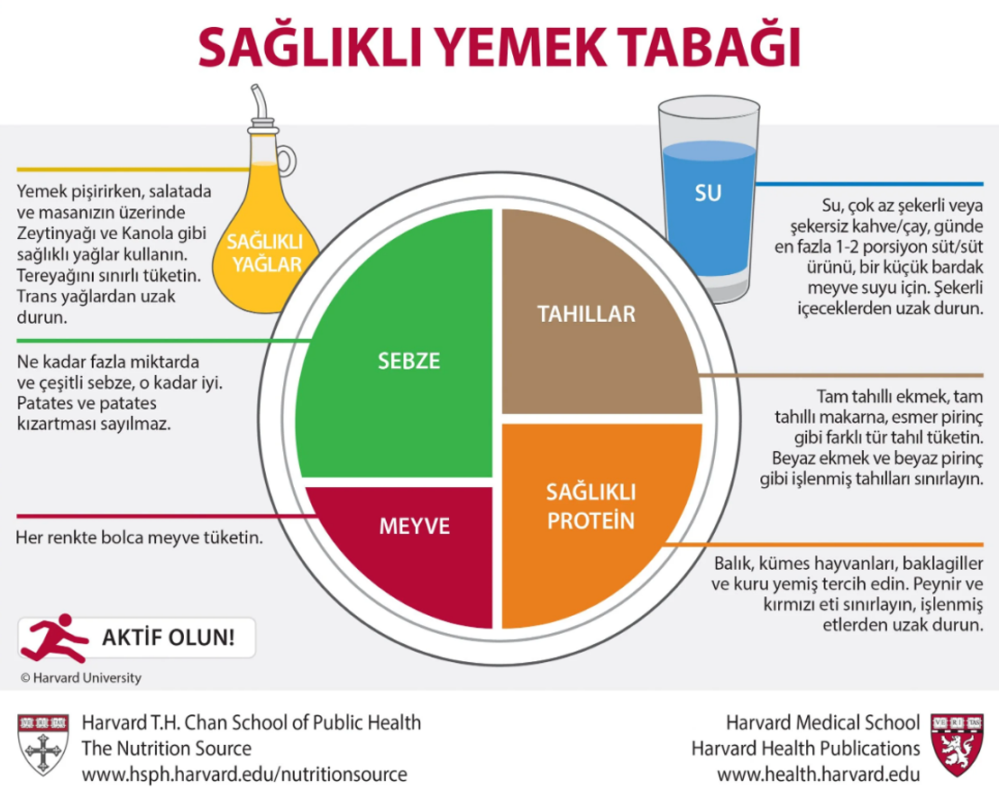 SAĞLIKLI YEMEK TABAĞI
Yemek pişirirken, salatada
ve masanızın üzerinde
Zeytinyağı ve Kanola gibi
sağlıklı yağlar kullanın.
Tereyağını sınırlı tüketin.
Trans yağlardan uzak
durun.
SAĞLIKLI
YAĞLAR
SU
Su, çok az şekerli veya
şekersiz kahve/çay, günde
en fazla 1-2 porsiyon süt/süt
ürünü, bir küçük bardak
meyve suyu için. Şekerli
içeceklerden uzak durun.
Ne kadar fazla miktarda
ve çeşitli sebze, o kadar iyi.
Patates ve patates
kızartması sayılmaz.
SEBZE
TAHILLAR
Tam tahıllı ekmek, tam
tahıllı makarna, esmer pirinç
gibi farklı tür tahıl tüketin.
Beyaz ekmek ve beyaz pirinç
gibi işlenmiş tahılları sınırlayın.
Her renkte bolca meyve tüketin.
MEYVE
SAĞLIKLI
PROTEİN
Balık, kümes hayvanları, baklagiller
ve kuru yemiş tercih edin. Peynir ve
kırmızı eti sınırlayın, işlenmiş
etlerden uzak durun.
AKTİF OLUN!
© Harvard University
Harvard T.H. Chan School of Public Health
The Nutrition Source
www.hsph.harvard.edu/nutritionsource
Harvard Medical School
Harvard Health Publications
www.health.harvard.edu
VE RI TAS